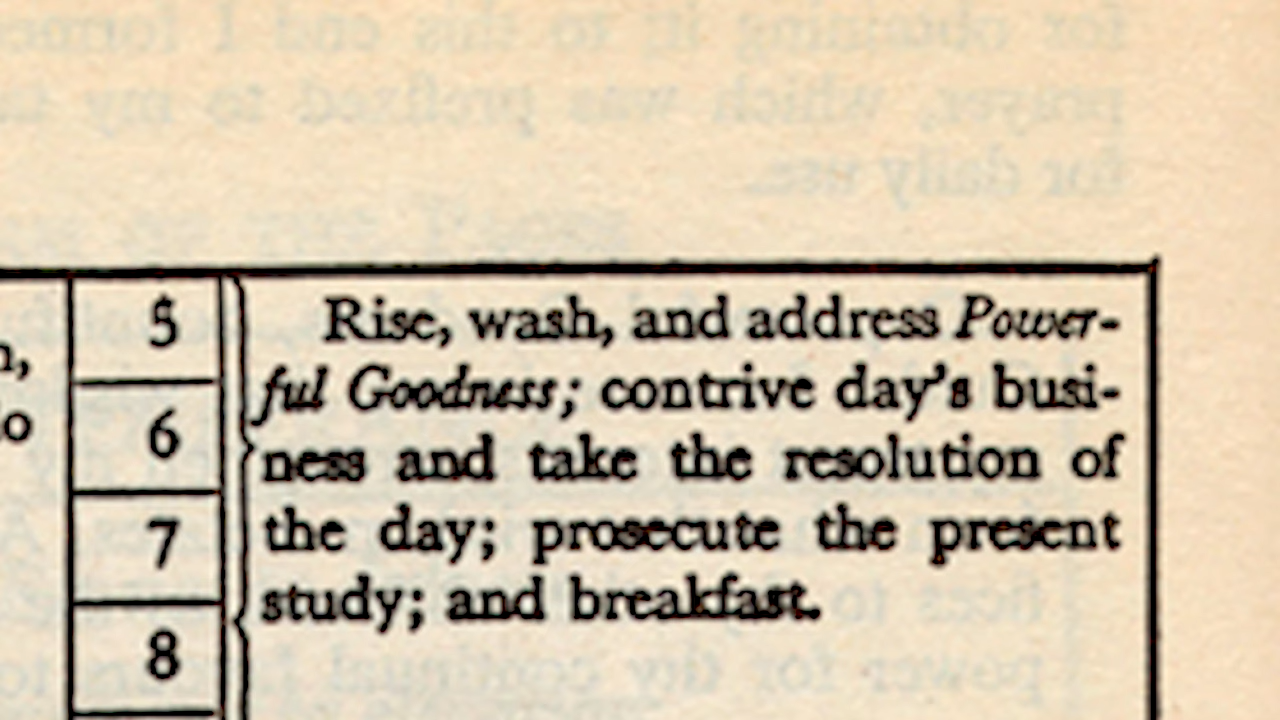 5
6
7
8
Rise, wash, and address Power-
ful Goodness; contrive day's busi-
ness and take the resolution of
the day; prosecute the present
study; and breakfast.